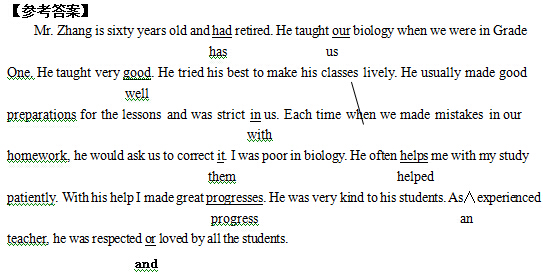 【参考答案】
Mr. Zhang is sixty years old and had retired. He taught our biology when we were in Grade
has us
One. He taught very good. He tried his best to make his classes lively. He usually made good
well
preparations for the lessons and was strict in us. Each time when we made mistakes in our
with
homework, he would ask us to correct it. I was poor in biology. He often helps me with my study
them helped
patiently. With his help I made great progresses. He was very kind to his students. As∧ experienced
progress an
teacher, he was respected or loved by all the students.
and